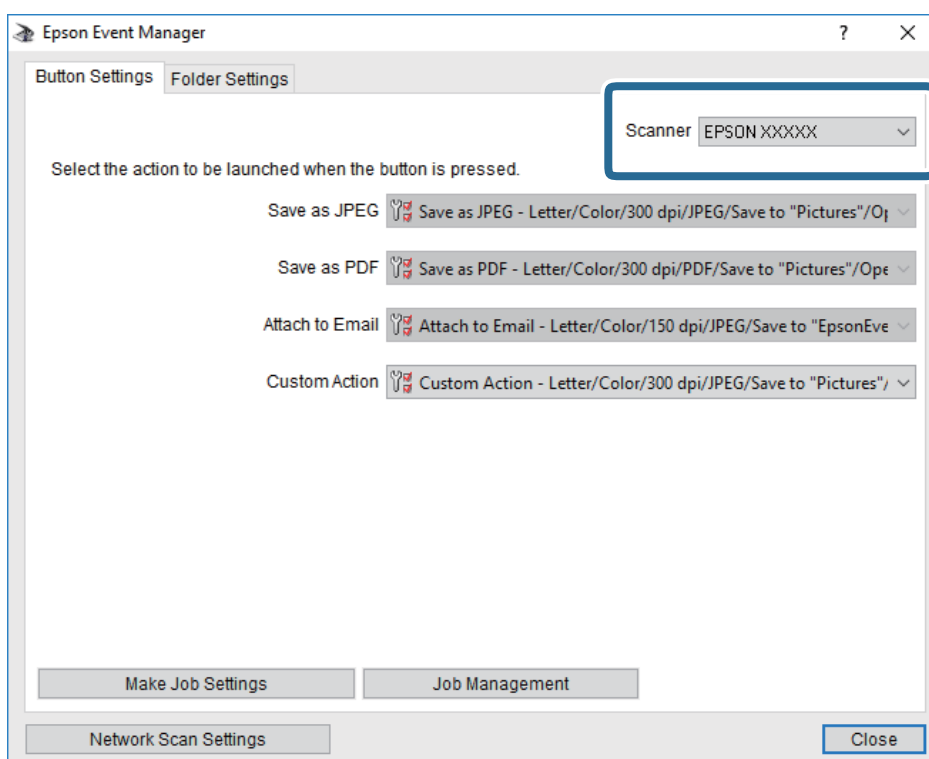 Epson Event Manager
Button Settings Folder Settings
Scanner EPSON XXXXX
Select the action to be launched when the button is pressed.
Save as JPEG Save as JPEG - Letter/Color/300 dpi/JPEG/Save to "Pictures"/Op
Save as PDF Save as PDF - Letter/Color/300 dpi/PDF/Save to "Pictures"/Ope
Attach to Email Attach to Email - Letter/Color/150 dpi/JPEG/Save to "EpsonEve
Custom Action Custom Action - Letter/Color/300 dpi/JPEG/Save to "Pictures"/
Make Job Settings Job Management
Network Scan Settings Close